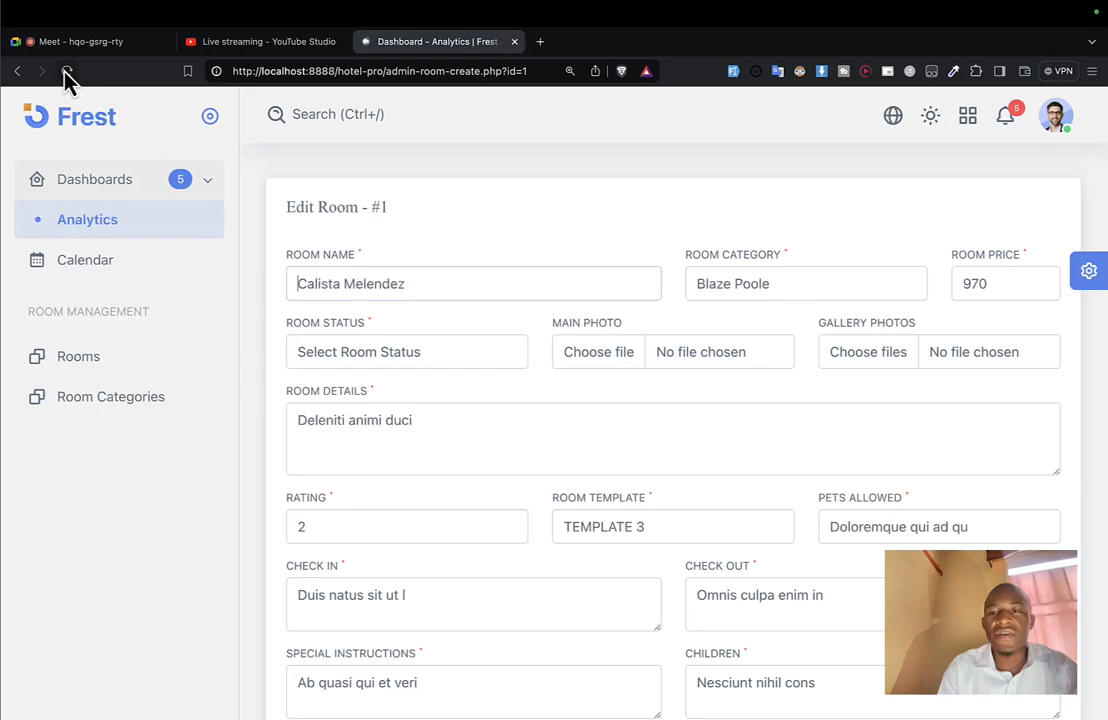 Meet - hqo-gsrg-rty
Live streaming - YouTube Studio
Dashboard - Analytics | Frest
http://localhost:8888/hotel-pro/admin-room-create.php?id=1
VPN
Frest
Search (Ctrl+/)
5
Dashboards
5
Analytics
Calendar
ROOM MANAGEMENT
Rooms
Room Categories
Edit Room - #1
ROOM NAME *
ROOM CATEGORY *
ROOM PRICE *
Calista Melendez
Blaze Poole
970
ROOM STATUS *
MAIN PHOTO
GALLERY PHOTOS
Select Room Status
Choose file
No file chosen
Choose files
No file chosen
ROOM DETAILS *
Deleniti animi duci
RATING *
ROOM TEMPLATE *
PETS ALLOWED *
2
TEMPLATE 3
Doloremque qui ad qu
CHECK IN *
CHECK OUT *
Duis natus sit ut l
Omnis culpa enim in
SPECIAL INSTRUCTIONS *
CHILDREN *
Ab quasi qui et veri
Nesciunt nihil cons